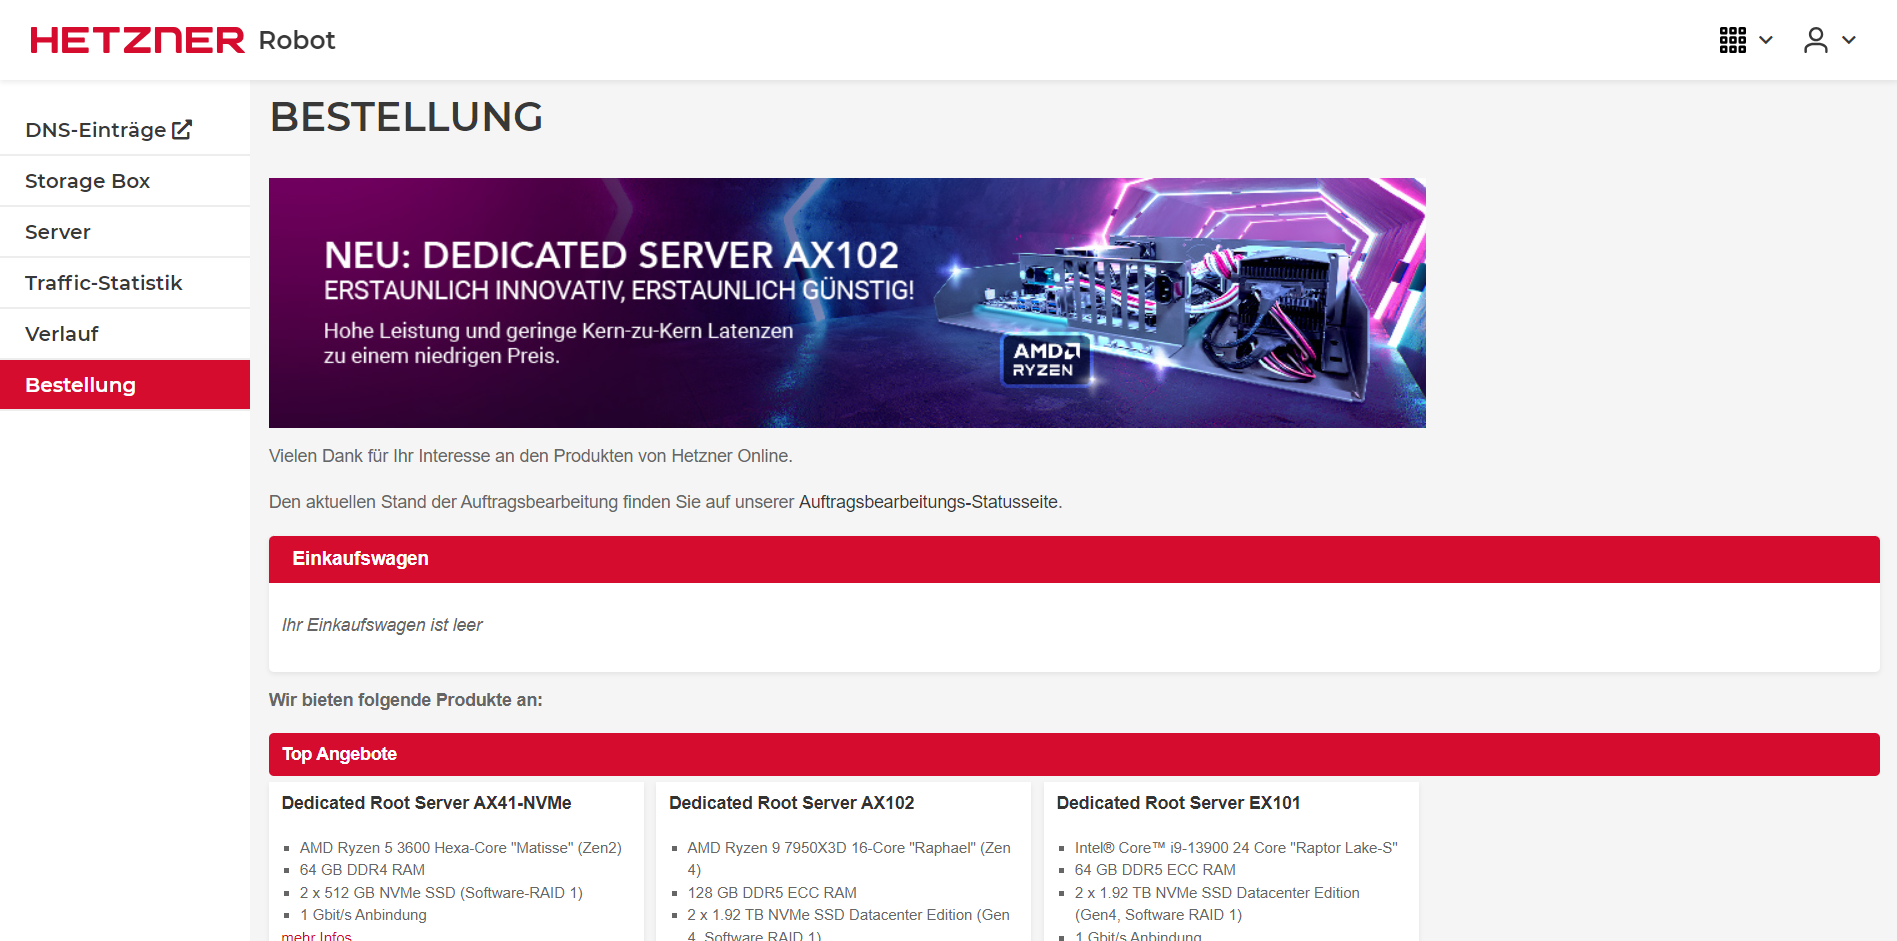 HETZNER Robot
DNS-Einträge
Storage Box
Server
Traffic-Statistik
Verlauf
Bestellung
BESTELLUNG
NEU: DEDICATED SERVER AX102
ERSTAUNLICH INNOVATIV, ERSTAUNLICH GÜNSTIG!
Hohe Leistung und geringe Kern-zu-Kern Latenzen
zu einem niedrigen Preis.
AMD
RYZEN
Vielen Dank für Ihr Interesse an den Produkten von Hetzner Online.
Den aktuellen Stand der Auftragsbearbeitung finden Sie auf unserer Auftragsbearbeitungs-Statusseite.
Einkaufswagen
Ihr Einkaufswagen ist leer
Wir bieten folgende Produkte an:
Top Angebote
Dedicated Root Server AX41-NVMe
AMD Ryzen 5 3600 Hexa-Core "Matisse" (Zen2)
64 GB DDR4 RAM
2 x 512 GB NVMe SSD (Software-RAID 1)
1 Gbit/s Anbindung
mehr Infos
Dedicated Root Server AX102
AMD Ryzen 9 7950X3D 16-Core "Raphael" (Zen
4)
128 GB DDR5 ECC RAM
2 x 1.92 TB NVMe SSD Datacenter Edition (Gen
4, Software RAID 1)
Dedicated Root Server EX101
Intel® Core™ i9-13900 24 Core "Raptor Lake-S"
64 GB DDR5 ECC RAM
2 x 1.92 TB NVMe SSD Datacenter Edition
(Gen4, Software RAID 1)
1 Gbit/s Anbindung